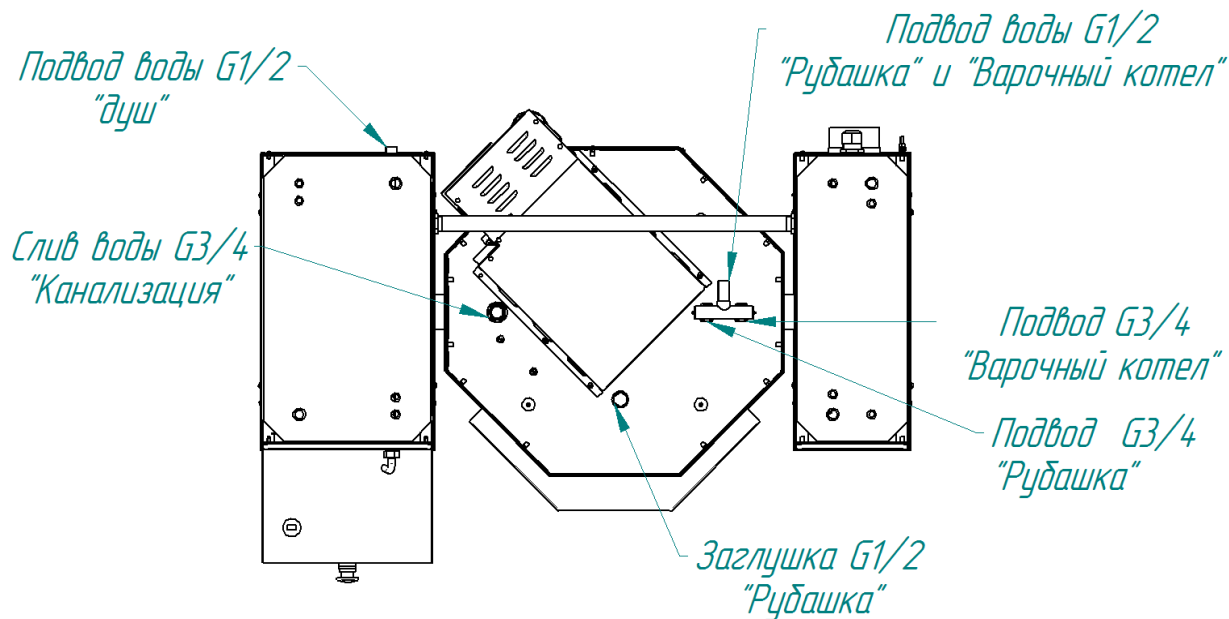 Подвод воды G1/2
"душ"
Подвод воды G1/2
"Рубашка" и "Варочный котел"
Слив воды G3/4
"Канализация"
Подвод G3/4
"Варочный котел"
Подвод G3/4
"Рубашка"
Заглушка G1/2
"Рубашка"